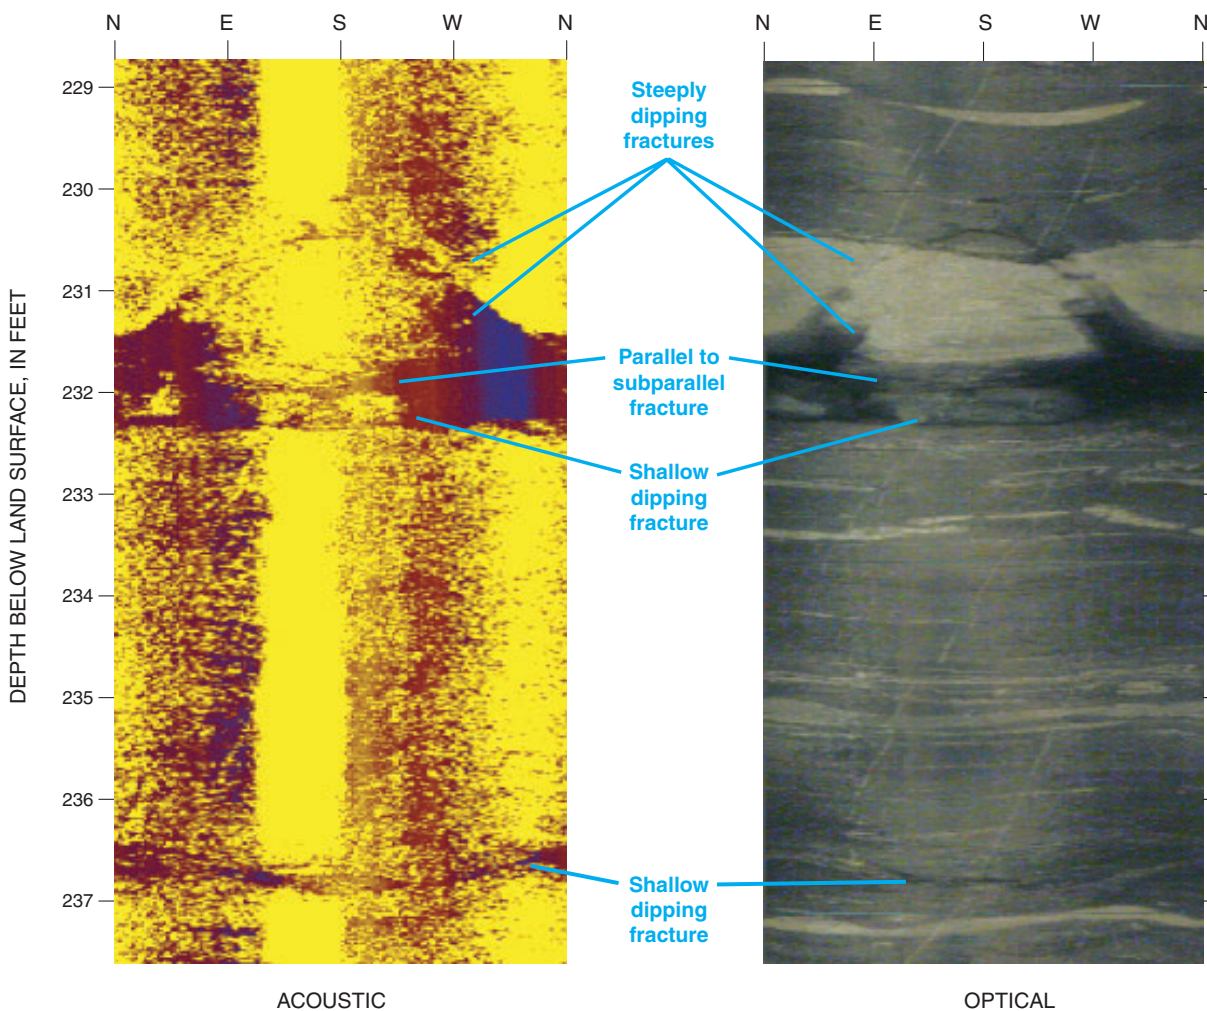 N E S W N
N E S W N
229
230
231
232
233
234
235
236
237
DEPTH BELOW LAND SURFACE, IN FEET
Steeply
dipping
fractures
Parallel to
subparallel
fracture
Shallow
dipping
fracture
Shallow
dipping
fracture
ACOUSTIC
OPTICAL